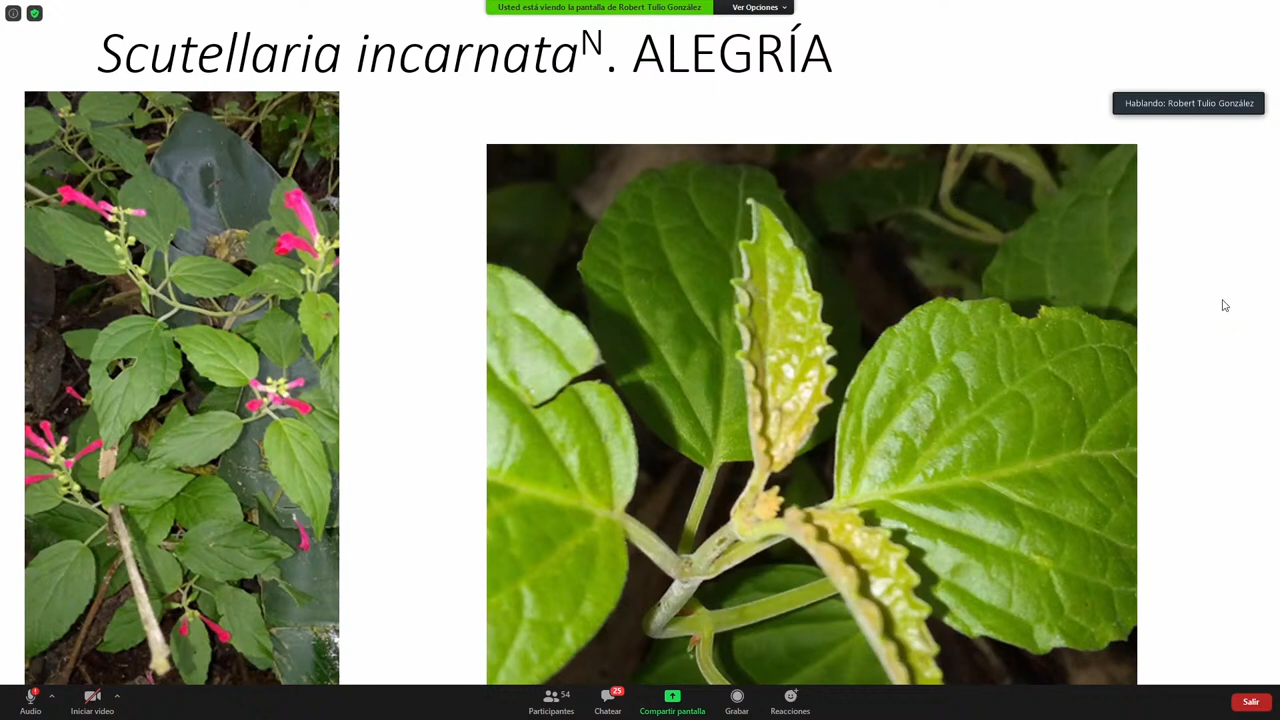 Usted está viendo la pantalla de Robert Tulio González
Ver Opciones
Scutellaria incarnataᴺ. ALEGRÍA
Hablando: Robert Tulio González
Audio
Iniciar video
54
Participantes
25
Chatear
Compartir pantalla
Grabar
Reacciones
Salir